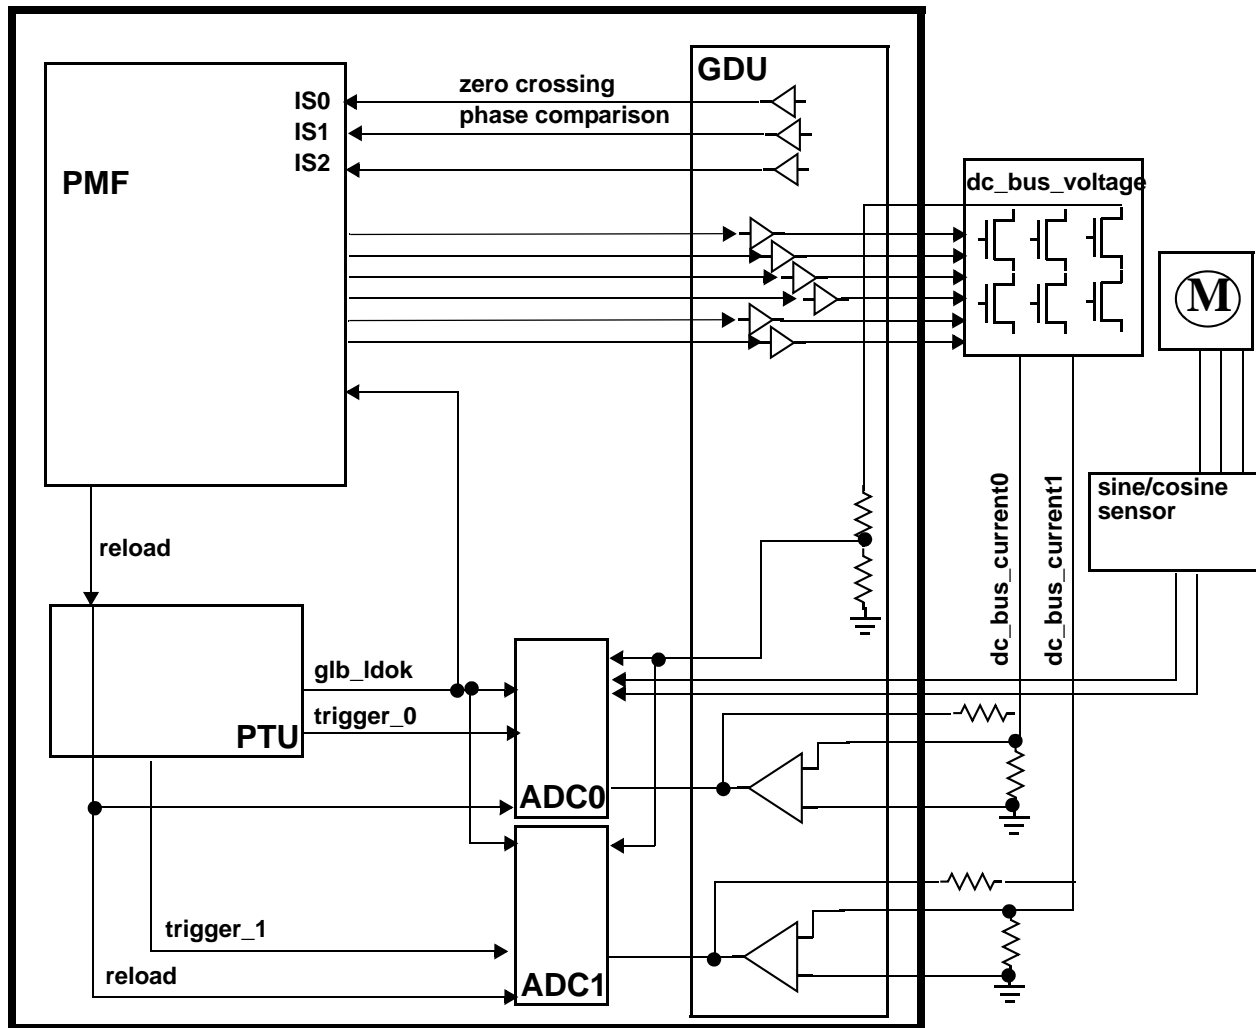 GDU
zero crossing
IS0
phase comparison
IS1
IS2
PMF
dc_bus_voltage
M
dc_bus_current0
dc_bus_current1
sine/cosine
sensor
reload
glb_ldok
trigger_0
PTU
ADC0
trigger_1
reload
ADC1